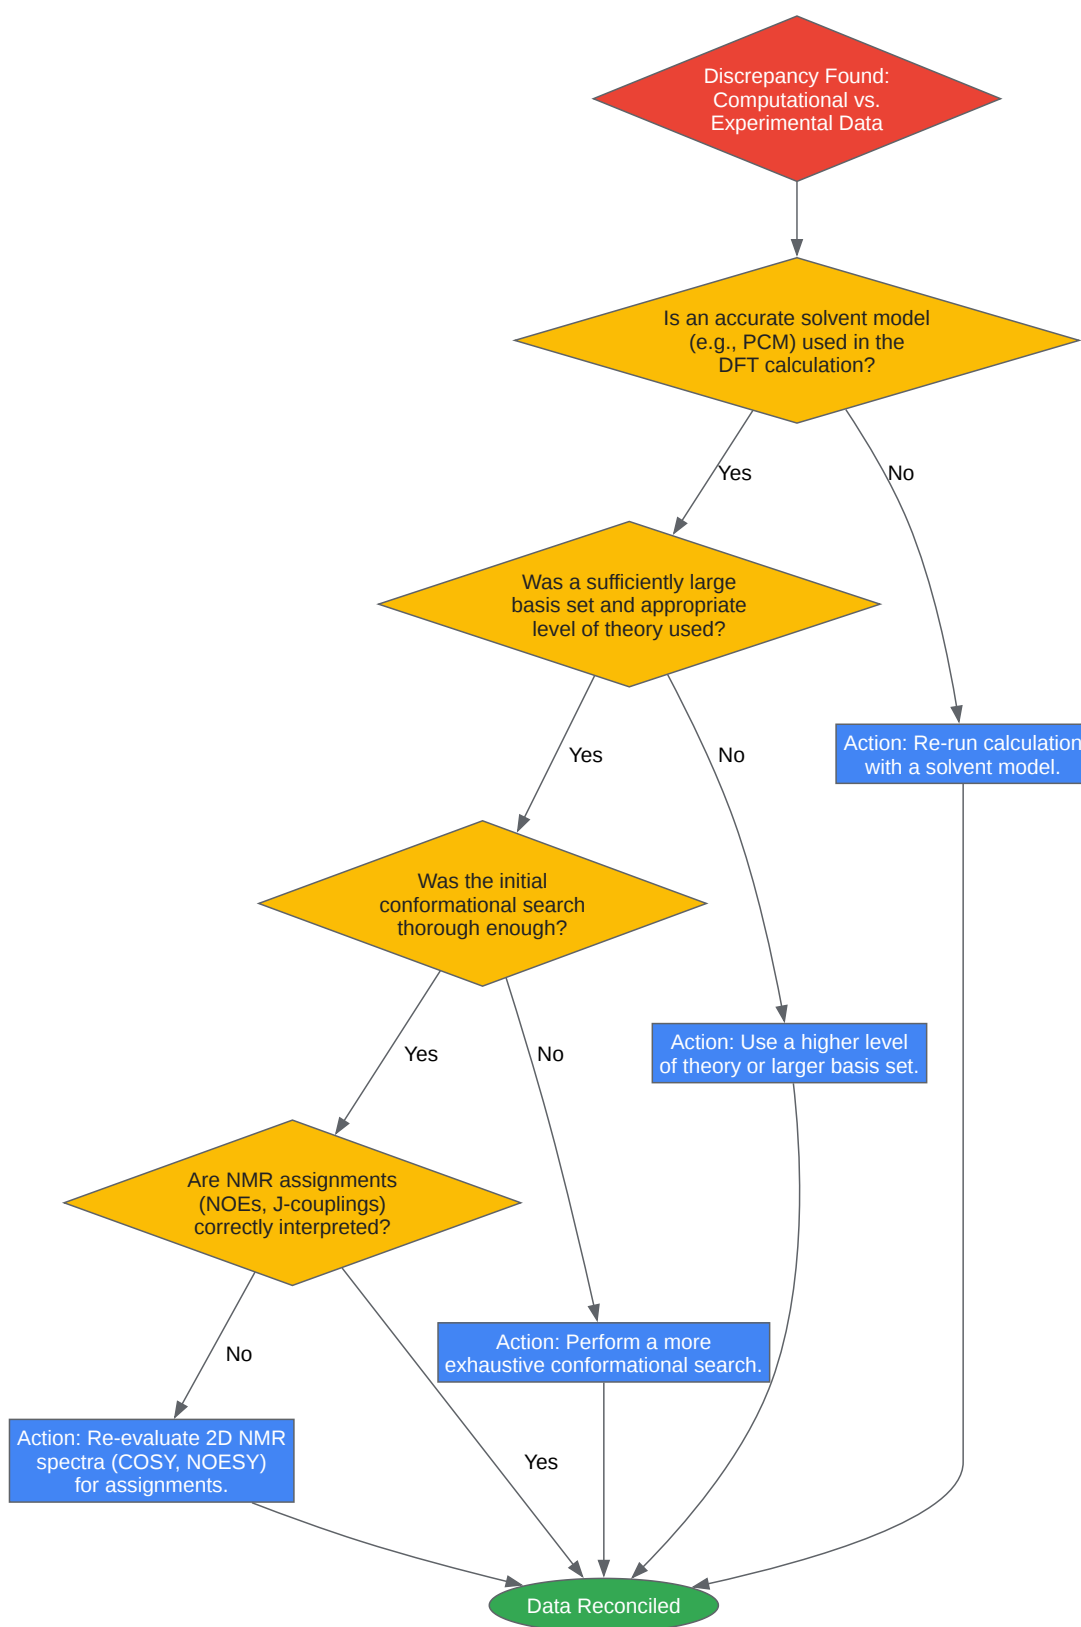 Discrepancy Found:
Computational vs.
Experimental Data
Is an accurate solvent model
(e.g., PCM) used in the
DFT calculation?
Yes
No
Was a sufficiently large
basis set and appropriate
level of theory used?
Yes
No
Action: Re-run calculation
with a solvent model.
Was the initial
conformational search
thorough enough?
Yes
No
Action: Use a higher level
of theory or larger basis set.
Are NMR assignments
(NOEs, J-couplings)
correctly interpreted?
No
Yes
Action: Perform a more
exhaustive conformational search.
Action: Re-evaluate 2D NMR
spectra (COSY, NOESY)
for assignments.
Data Reconciled